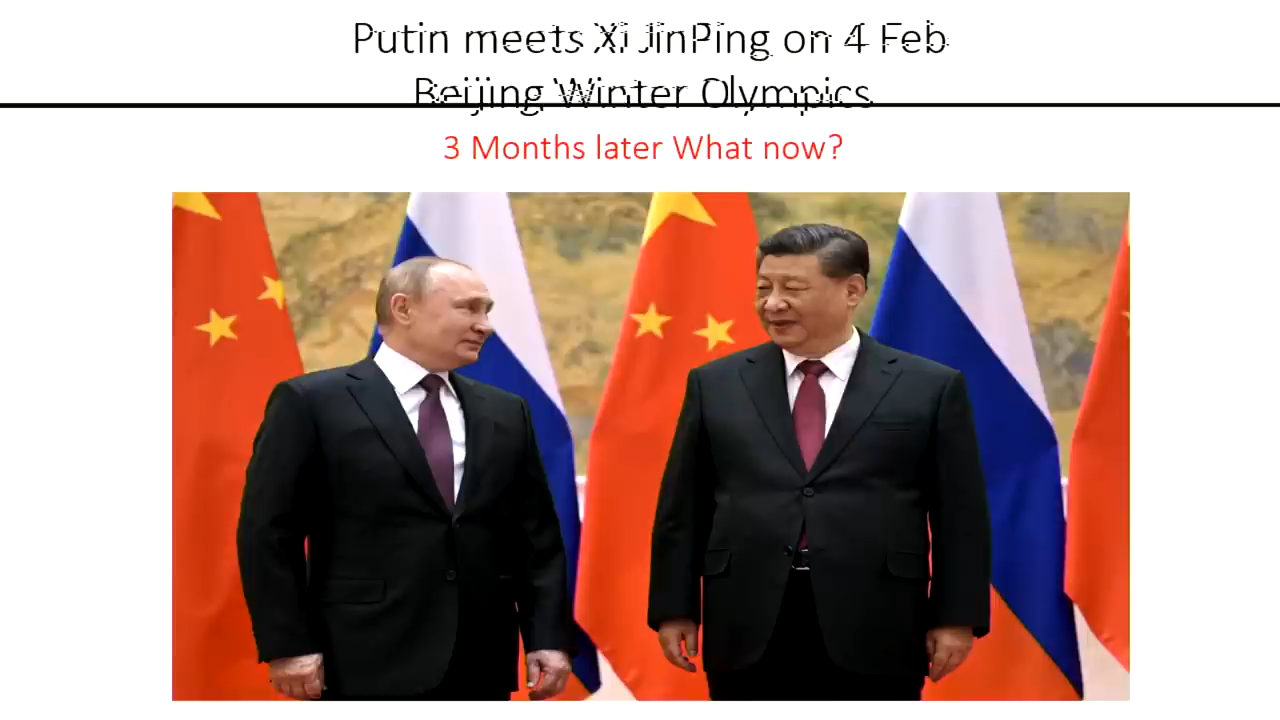 Putin meets Xi JinPing on 4 Feb
Beijing Winter Olympics
3 Months later What now?